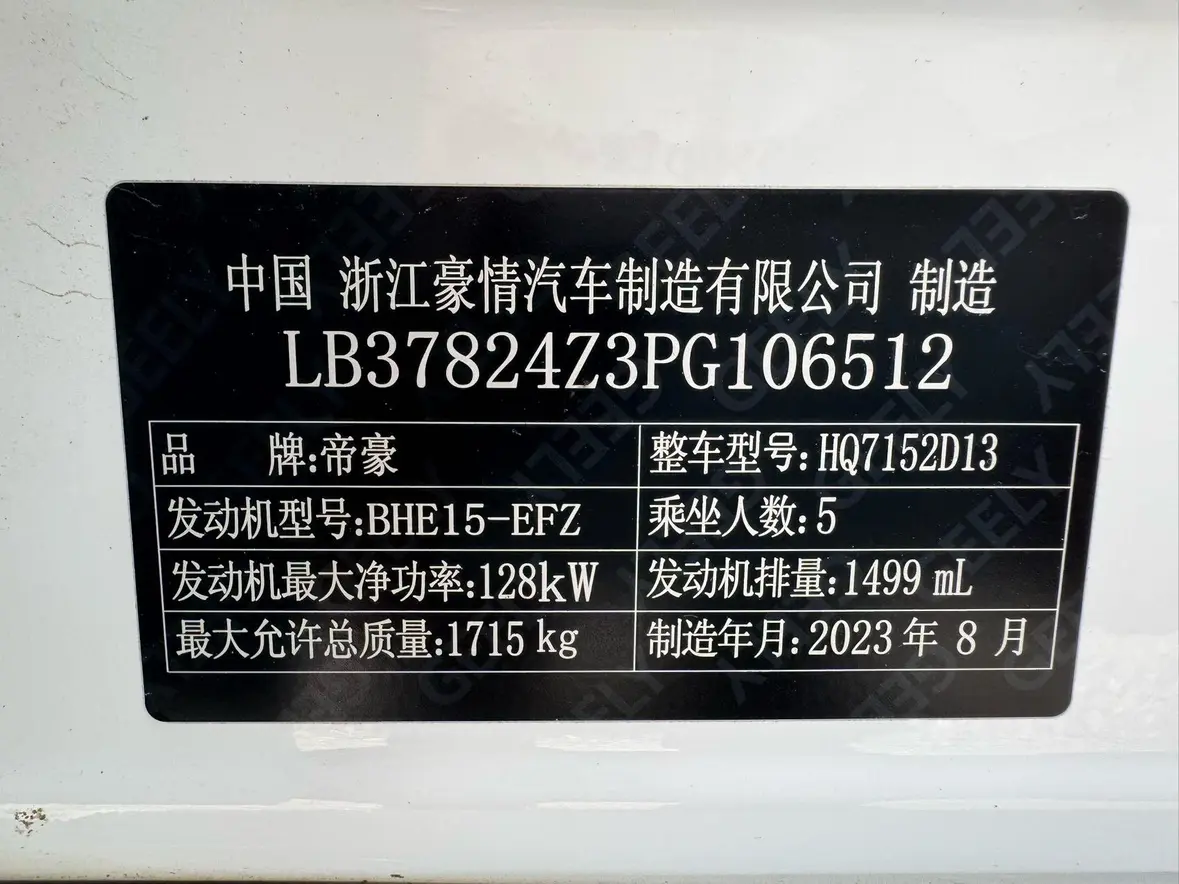 中国 浙江豪情汽车制造有限公司 制造
LB37824Z3PG106512
品 牌:帝豪 整车型号:HQ7152D13
发动机型号:BHE15-EFZ 乘坐人数:5
发动机最大净功率:128kW 发动机排量:1499 mL
最大允许总质量:1715kg 制造年月:2023 年 8 月